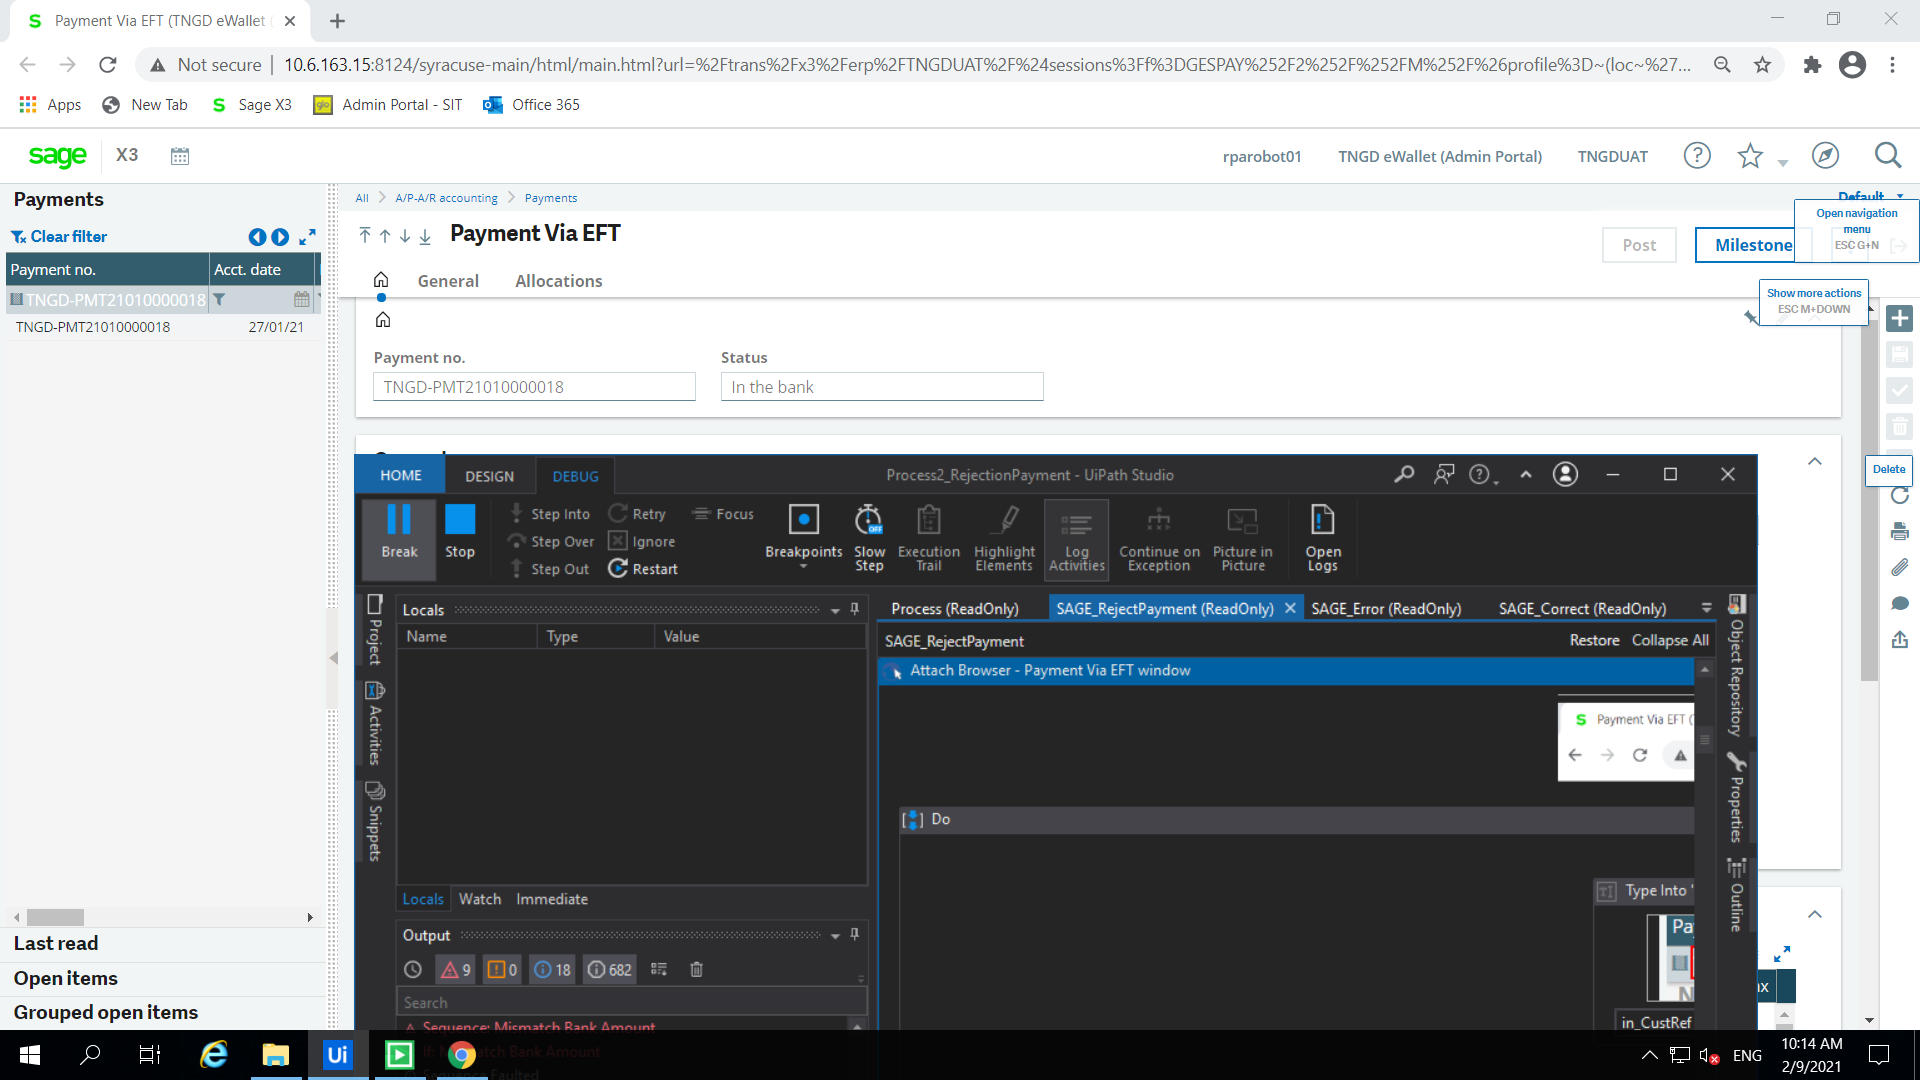 Payment Via EFT (TNGD eWallet (
Not secure
10.6.163.15:8124/syracuse-main/html/main.html?url=%2Ftrans%2Fx3%2Ferp%2FTNGDUAT%2F%24sessions%3Ff%3DGESPAY%252F2%252F%252FM%252F%26profile%3D~(loc~%27...
Apps
New Tab
Sage X3
Admin Portal - SIT
Office 365
sage
X3
rparobot01
TNGD eWallet (Admin Portal)
TNGDUAT
Payments
Clear filter
Payment no.
Acct. date
TNGD-PMT21010000018
TNGD-PMT21010000018
27/01/21
Last read
Open items
Grouped open items
All
A/P-A/R accounting
Payments
Default
Payment Via EFT
Post
Milestone
Open navigation
menu
ESC G+N
General
Allocations
Show more actions
ESC M+DOWN
Payment no.
Status
TNGD-PMT21010000018
In the bank
Delete
HOME
DESIGN
DEBUG
Process2_RejectionPayment - UiPath Studio
Break
Stop
Step Into
Step Over
Step Out
Retry
Ignore
Restart
Focus
Breakpoints
Slow
Step
OFF
Execution
Trail
Highlight
Elements
Log
Activities
Continue on
Exception
Picture in
Picture
Open
Logs
Project
Activities
Snippets
Locals
Name
Type
Value
Locals
Watch
Immediate
Output
9
0
18
682
Search
Sequence: Mismatch Bank Amount
Process (ReadOnly)
SAGE_RejectPayment (ReadOnly)
SAGE_Error (ReadOnly)
SAGE_Correct (ReadOnly)
SAGE_RejectPayment
Restore
Collapse All
Attach Browser - Payment Via EFT window
Payment Via EFT (
Do
Type Into '
Pa
N
in_CustRef
Object Repository
Properties
Outline
ax
Ui
ENG
10:14 AM
2/9/2021